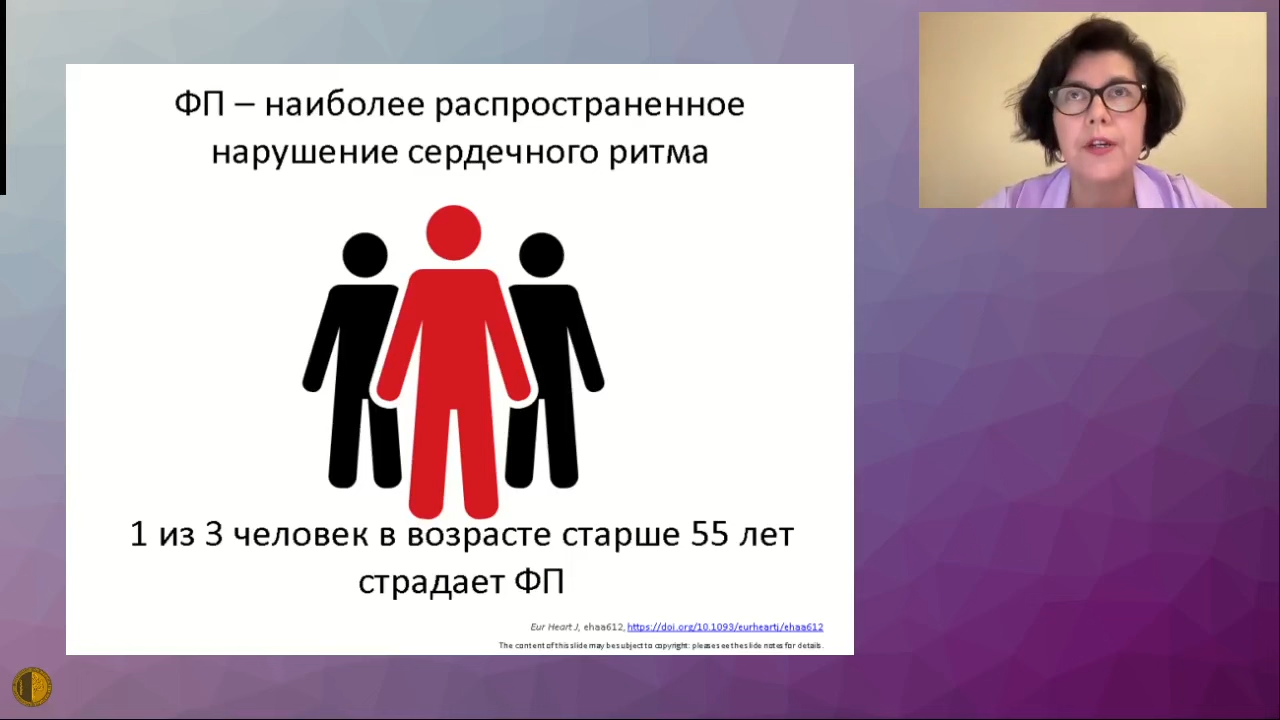 ФП – наиболее распространенное
нарушение сердечного ритма
1 из 3 человек в возрасте старше 55 лет
страдает ФП
Eur Heart J, ehaa612, https://doi.org/10.1093/eurheartj/ehaa612
The content of this slide may be subject to copyright: please see the slide notes for details.